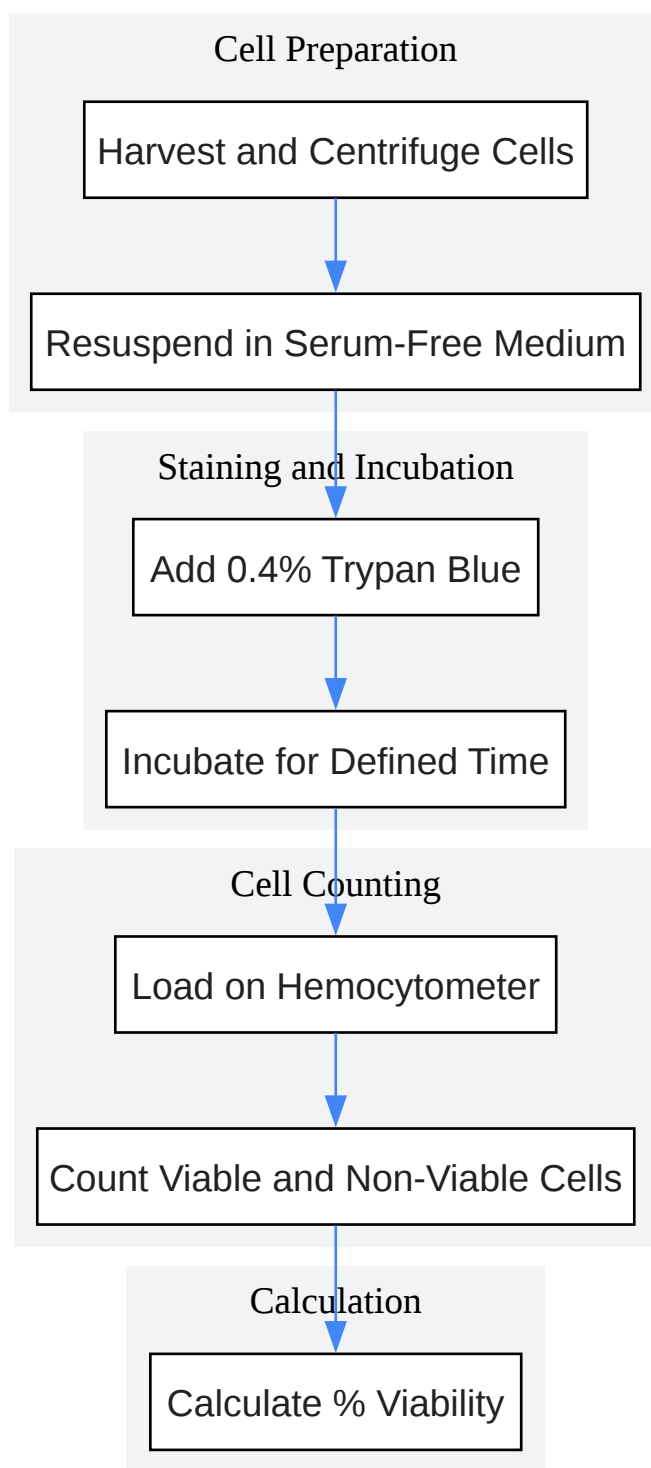 Cell Preparation
Harvest and Centrifuge Cells
Resuspend in Serum-Free Medium
Staining and Incubation
Add 0.4% Trypan Blue
Incubate for Defined Time
Cell Counting
Load on Hemocytometer
Count Viable and Non-Viable Cells
Calculation
Calculate % Viability